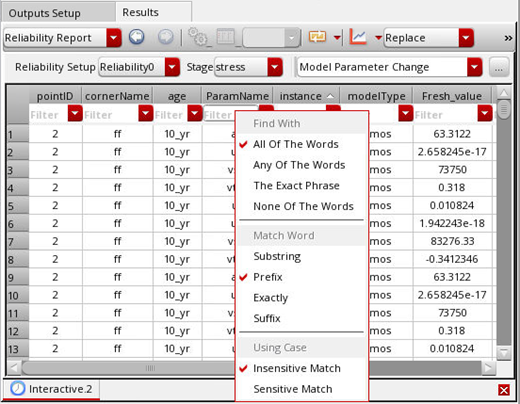 Outputs Setup Results
Reliability Report Replace »
Reliability Setup Reliability0 Stage stress Model Parameter Change ...
pointID cornerName age ParamName instance modelType Fresh_value
Filter Filter Filter Filter Filter
1 2 ff 10_yr mos 63.3122
2 2 ff 10_yr mos 2.658245e-17
3 2 ff 10_yr mos 73750
4 2 ff 10_yr mos 0.318
5 2 ff 10_yr mos 0.010824
6 2 ff 10_yr mos 1.942243e-18
7 2 ff 10_yr mos 83276.33
8 2 ff 10_yr mos -0.3412346
9 2 ff 10_yr mos 63.3122
10 2 ff 10_yr mos 2.658245e-17
11 2 ff 10_yr mos 73750
12 2 ff 10_yr mos 0.318
13 2 ff 10_yr mos 0.010824
Find With
All Of The Words
Any Of The Words
The Exact Phrase
None Of The Words
Match Word
Substring
Prefix
Exactly
Suffix
Using Case
Insensitive Match
Sensitive Match
Interactive.2